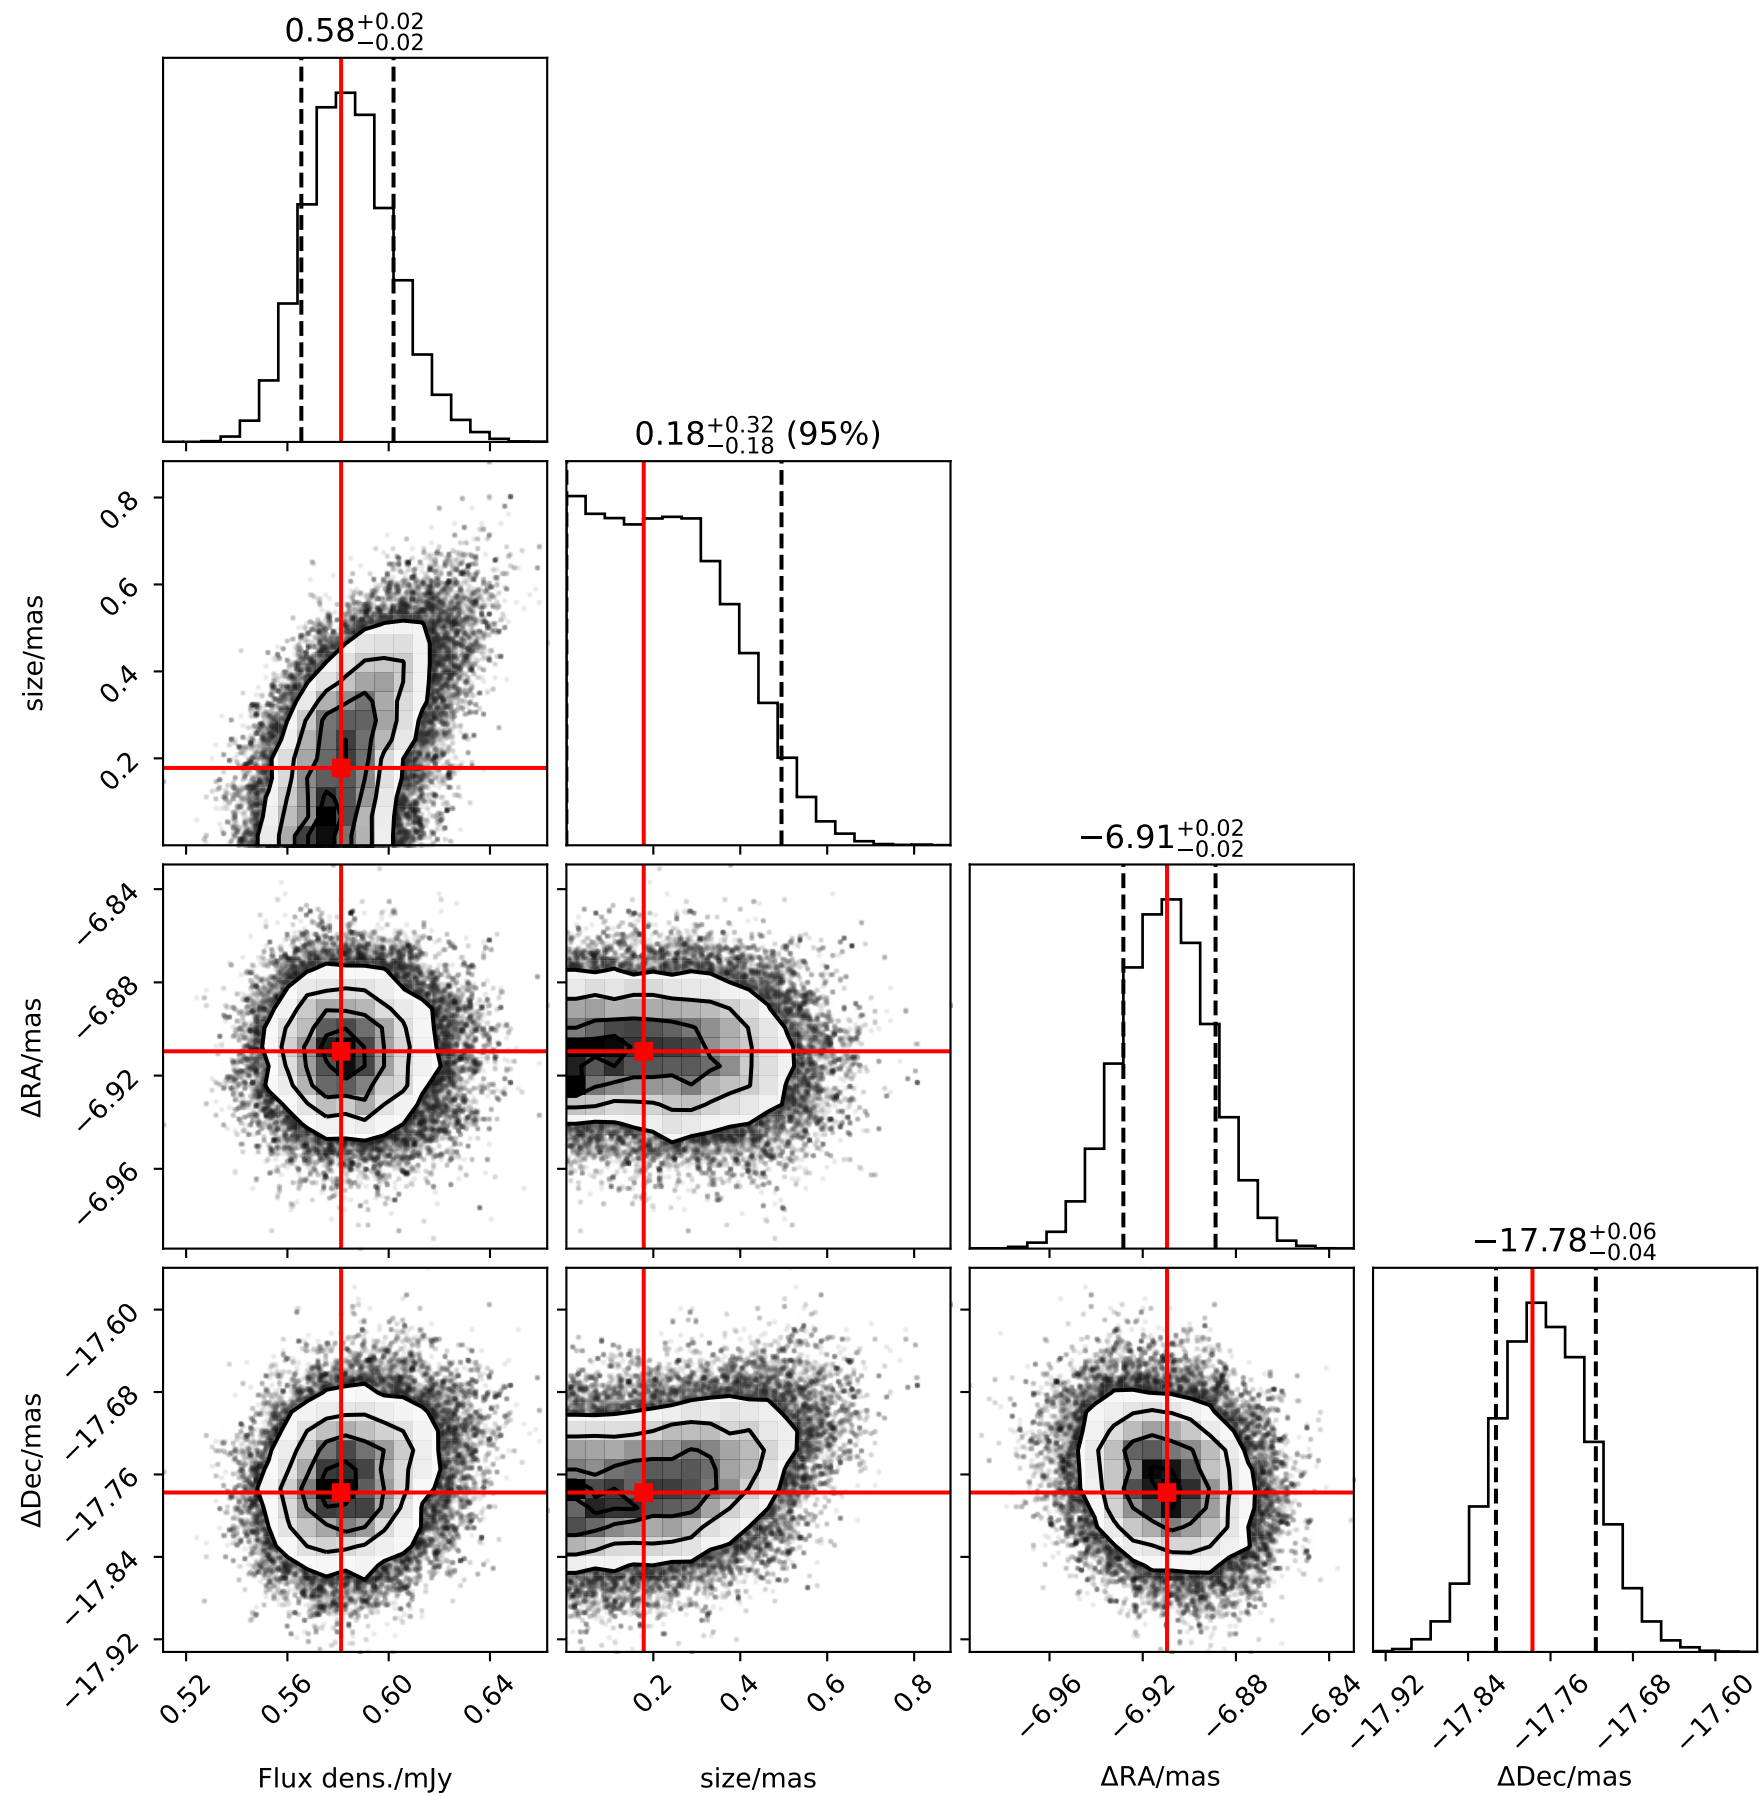 0.58+0.02−0.02
0.18+0.32−0.18 (95%)
size/mas
0.8
0.6
0.4
0.2
−6.91+0.02−0.02
ΔRA/mas
−6.84
−6.88
−6.92
−6.96
−17.78+0.06−0.04
ΔDec/mas
−17.60
−17.68
−17.76
−17.84
−17.92
0.52 0.56 0.60 0.64
0.2 0.4 0.6 0.8
−6.96 −6.92 −6.88 −6.84
−17.92 −17.84 −17.76 −17.68 −17.60
Flux dens./mJy
size/mas
ΔRA/mas
ΔDec/mas